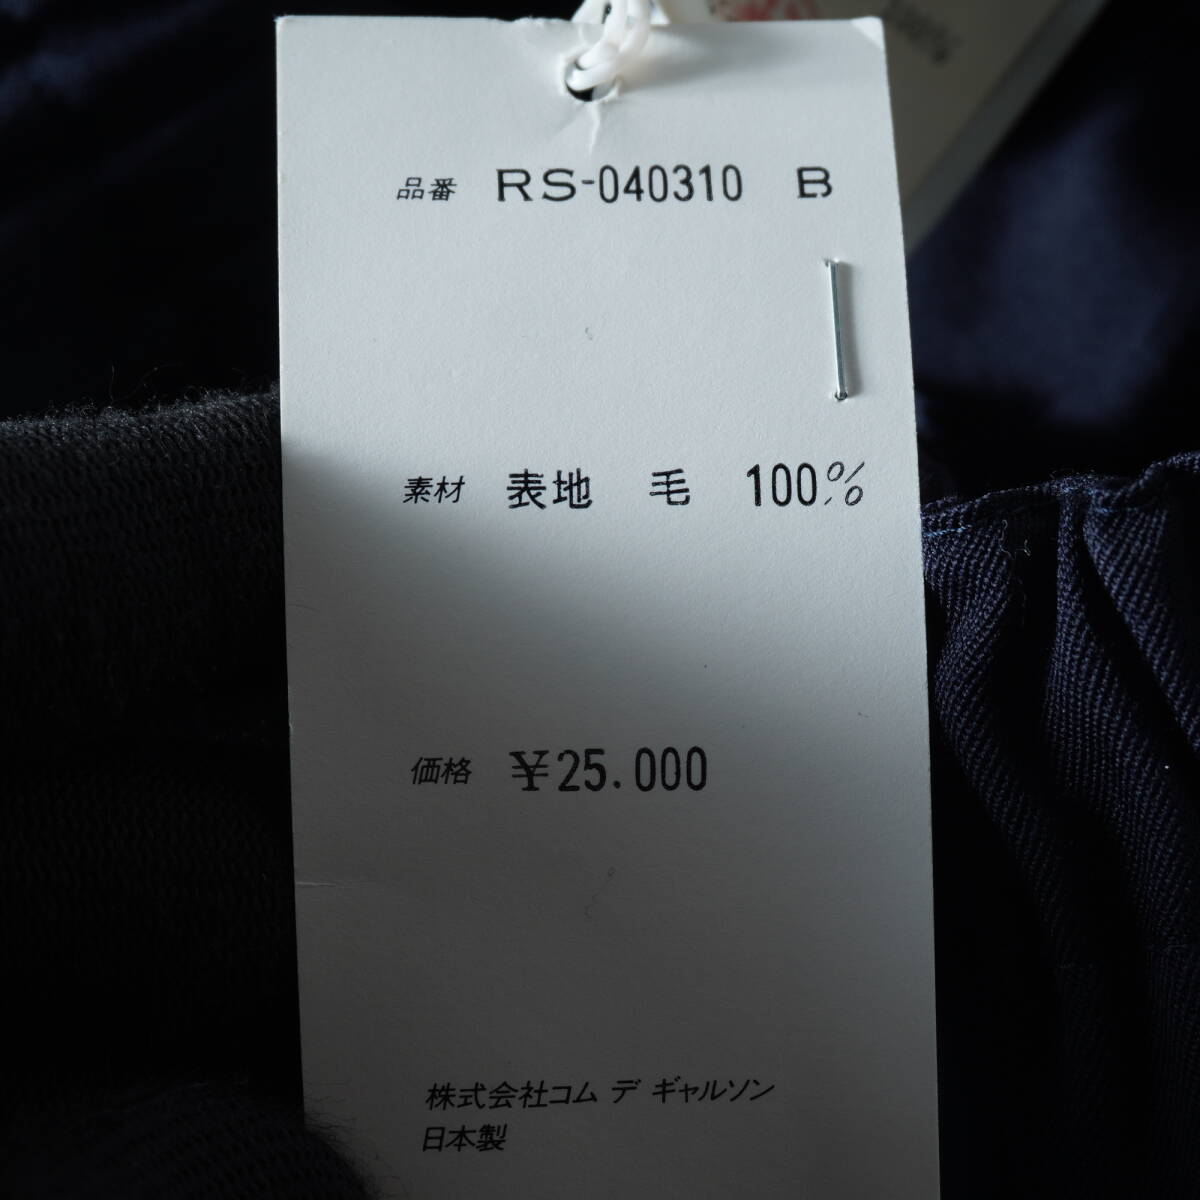 100%
品番 RS-040310 B
素材 表地 毛 100%
価格 ¥25.000
株式会社コム デ ギャルソン
日本製